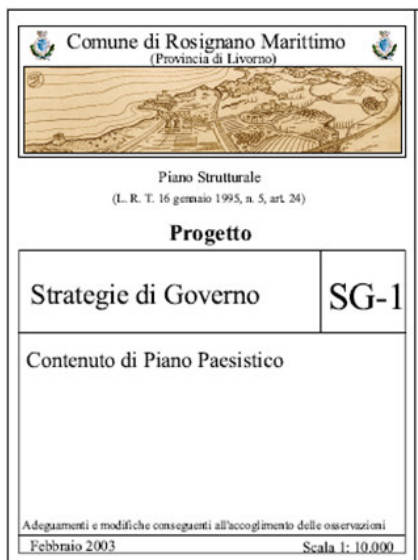 Comune di Rosignano Marittimo
(Provincia di Livorno)
Piano Strutturale
(L. R. T. 16 gennaio 1995, n. 5, art. 24)
Progetto
Strategie di Governo
SG-1
Contenuto di Piano Paesistico
Adeguamenti e modifiche conseguenti all'accoglimento delle osservazioni
Febbraio 2003
Scala 1: 10.000